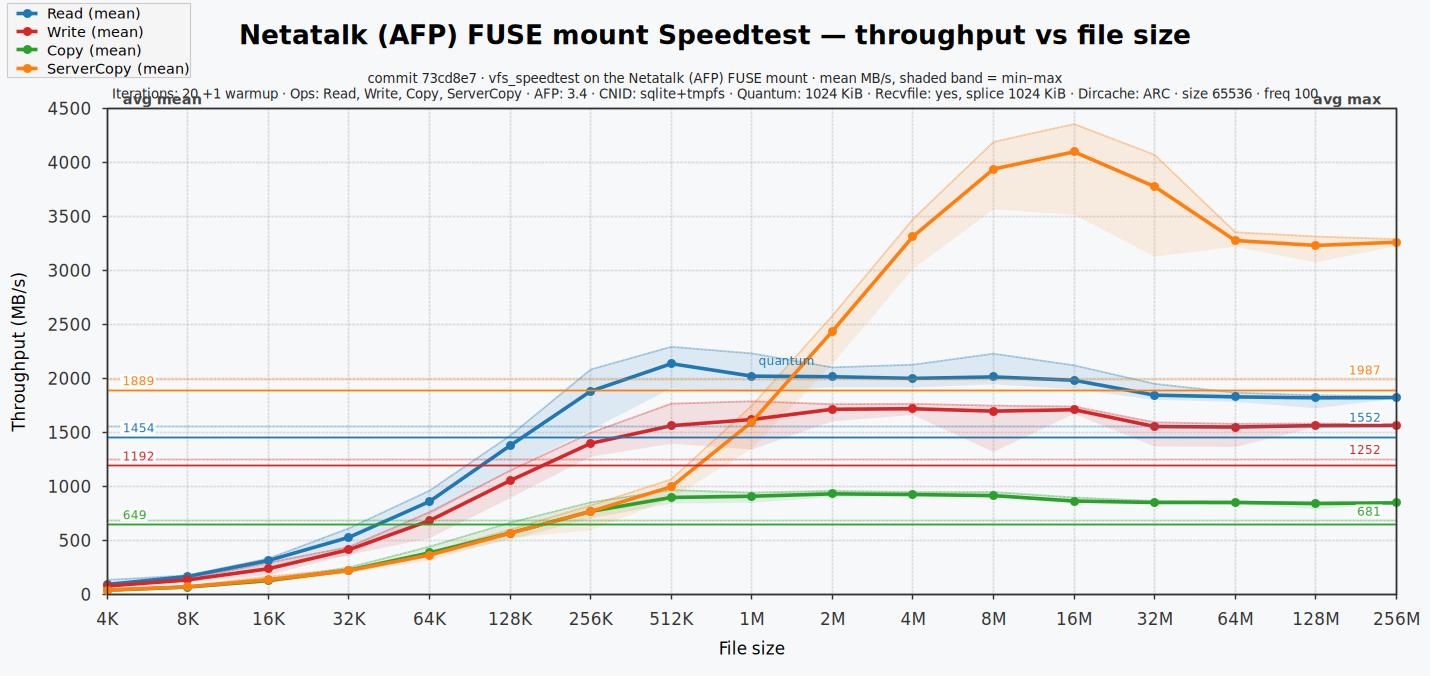 Read (mean)
Write (mean)
Copy (mean)
ServerCopy (mean)
Netatalk (AFP) FUSE mount Speedtest — throughput vs file size
commit 73cd8e7 · vfs_speedtest on the Netatalk (AFP) FUSE mount · mean MB/s, shaded band = min–max
Iterations: 20 +1 warmup · Ops: Read, Write, Copy, ServerCopy · AFP: 3.4 · CNID: sqlite+tmpfs · Quantum: 1024 KiB · Recvfile: yes, splice 1024 KiB · Dircache: ARC · size 65536 · freq 100
avg mean
avg max
4500
4000
3500
3000
2500
2000
1500
1000
500
0
Throughput (MB/s)
quantum
1889
1454
1192
649
1987
1552
1252
681
4K 8K 16K 32K 64K 128K 256K 512K 1M 2M 4M 8M 16M 32M 64M 128M 256M
File size